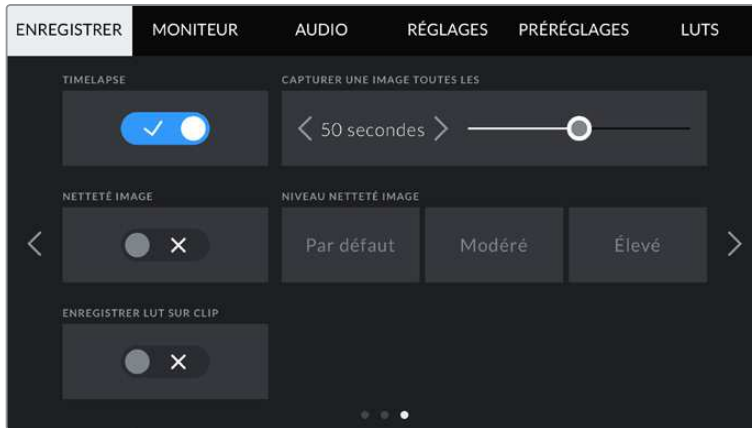 ENREGISTRER MONITEUR AUDIO RÉGLAGES PRÉRÉGLAGES LUTS
TIMELAPSE CAPTURER UNE IMAGE TOUTES LES
50 secondes
NETTETÉ IMAGE NIVEAU NETTETÉ IMAGE
Par défaut Modéré Élevé
ENREGISTRER LUT SUR CLIP